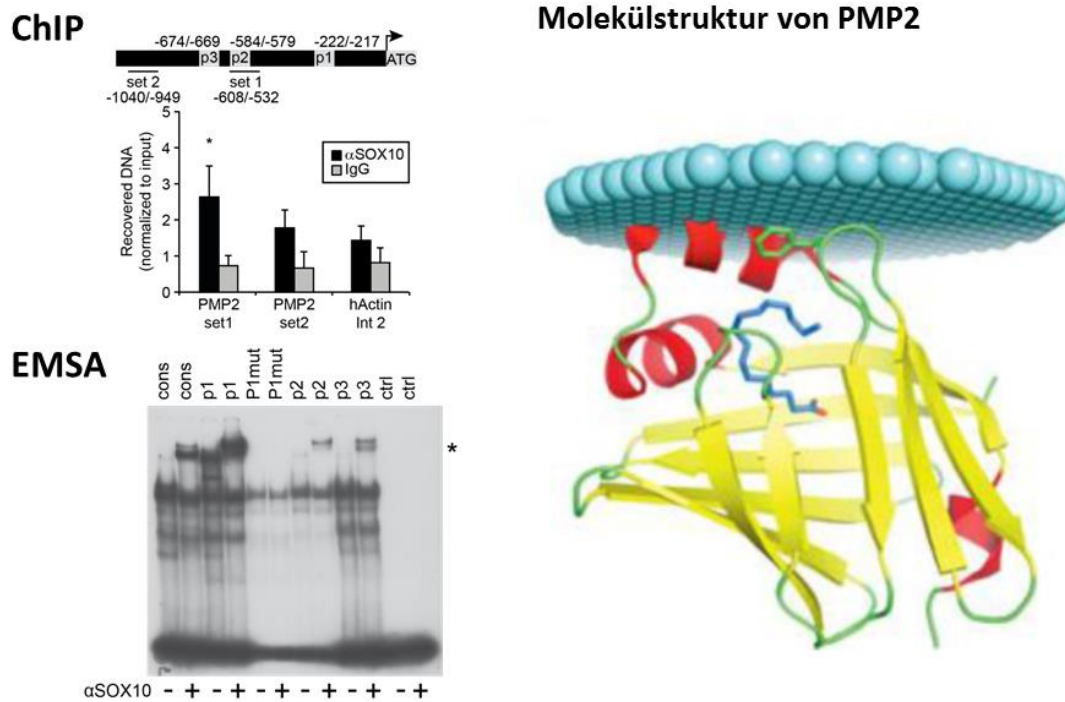 ChIP
Molekülstruktur von PMP2
-674/-669 -584/-579 -222/-217
p3 p2 p1 ATG
set 2 set 1
-1040/-949 -608/-532
Recovered DNA
(normalized to input)
5
4
3
2
1
0
*
αSOX10
IgG
PMP2 PMP2 hActin
set1 set2 Int 2
EMSA
cons cons p1 p1 P1mut P1mut p2 p2 p3 p3 ctrl ctrl
*
αSOX10 - + - + - + - + - + - +